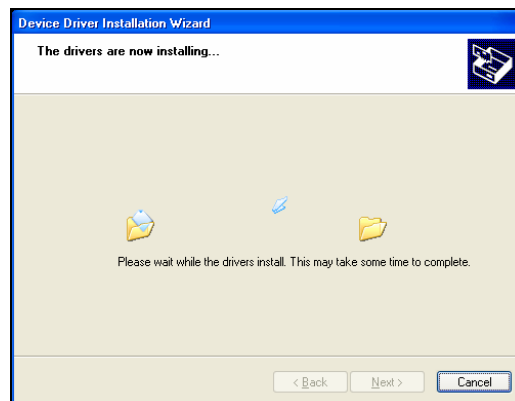 Device Driver Installation Wizard
The drivers are now installing...
Please wait while the drivers install. This may take some time to complete.
< Back Next > Cancel